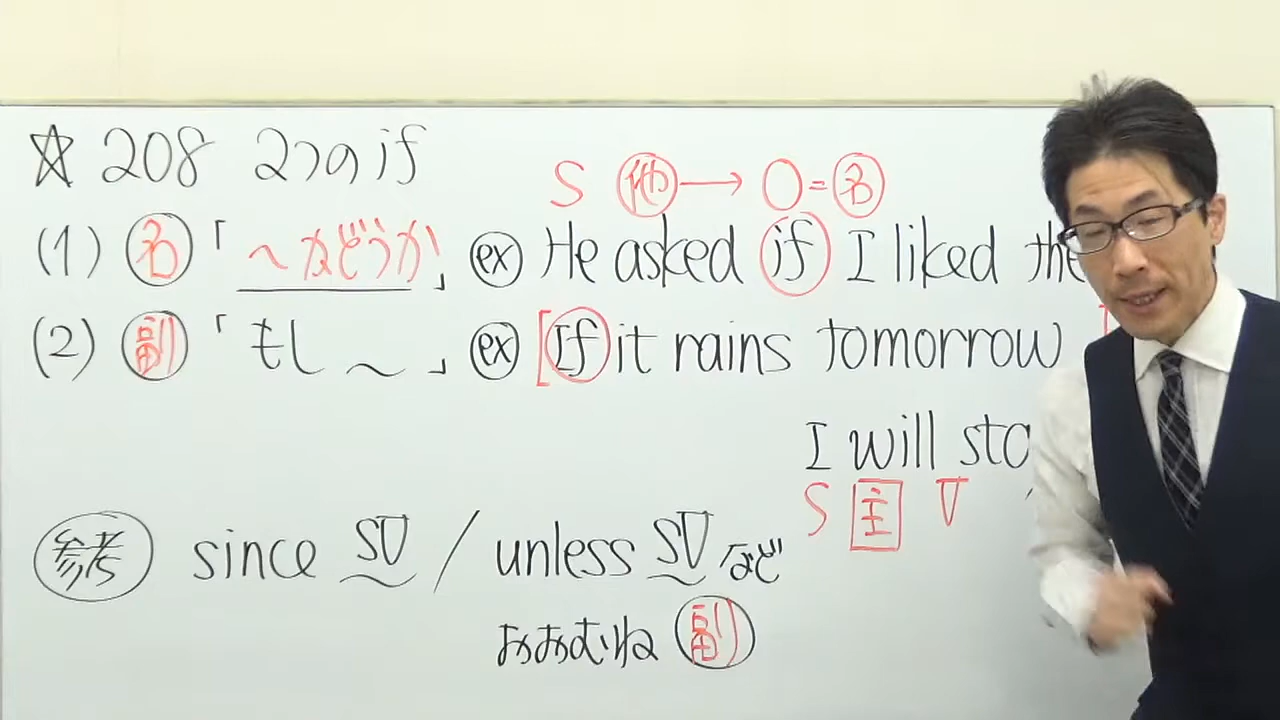 ☆ 208 2つのif
S 他 → O = 名
(1) 名 「〜かどうか」 ex He asked if I liked the
(2) 副 「もし〜」 ex [If it rains tomorrow
I will sta
S 主 V
参考 since SV / unless SV など
おおむね 副